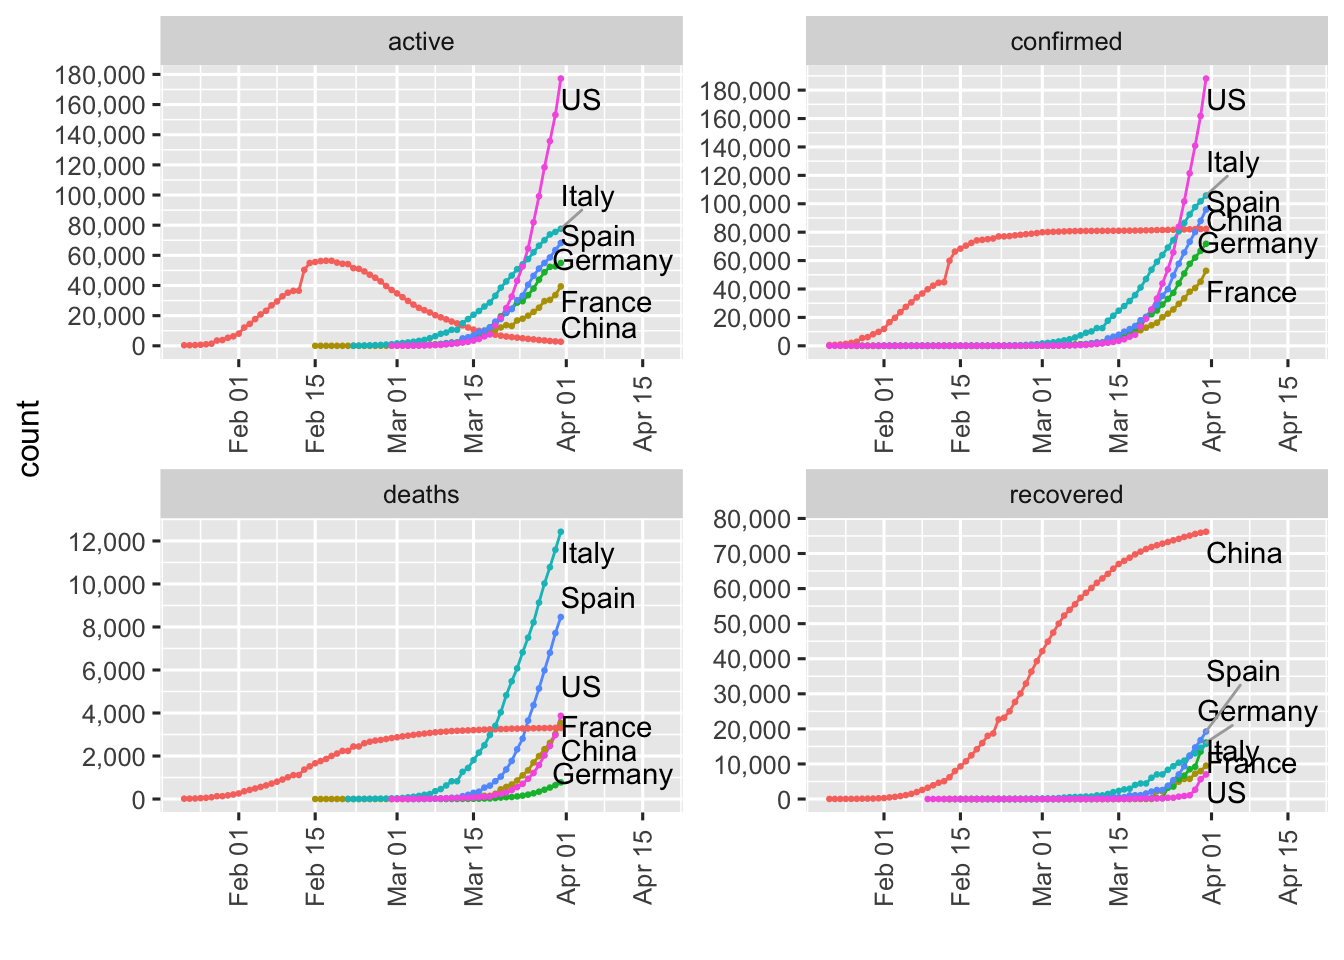 count
active
180,000
160,000
140,000
120,000
100,000
80,000
60,000
40,000
20,000
0
US
Italy
Spain
Germany
France
China
Feb 01
Feb 15
Mar 01
Mar 15
Apr 01
Apr 15
confirmed
180,000
160,000
140,000
120,000
100,000
80,000
60,000
40,000
20,000
0
US
Italy
Spain
China
Germany
France
Feb 01
Feb 15
Mar 01
Mar 15
Apr 01
Apr 15
deaths
12,000
10,000
8,000
6,000
4,000
2,000
0
Italy
Spain
US
France
China
Germany
Feb 01
Feb 15
Mar 01
Mar 15
Apr 01
Apr 15
recovered
80,000
70,000
60,000
50,000
40,000
30,000
20,000
10,000
0
China
Spain
Germany
Italy
France
US
Feb 01
Feb 15
Mar 01
Mar 15
Apr 01
Apr 15